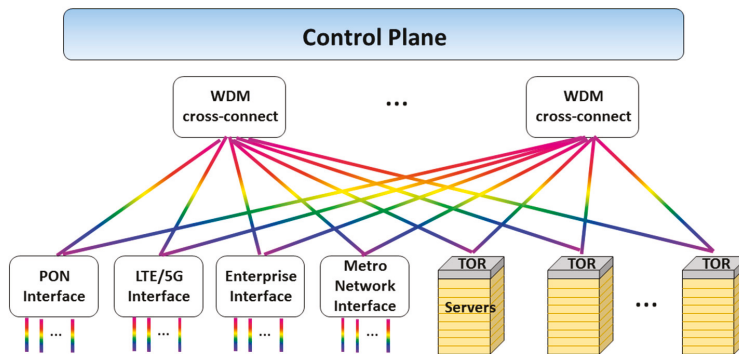 Control Plane
WDM
cross-connect
...
WDM
cross-connect
PON
Interface
LTE/5G
Interface
Enterprise
Interface
Metro
Network
Interface
TOR
TOR
TOR
Servers
...
...
...
...
...